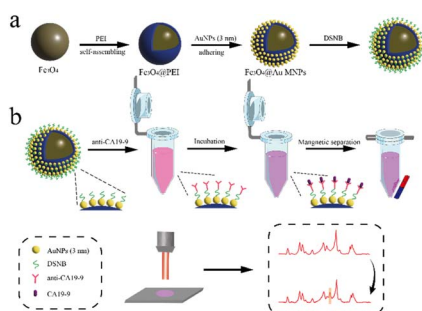 a
PEI
self-assembling
AuNPs (3 nm)
adhering
DSNB
Fe₃O₄
Fe₃O₄@PEI
Fe₃O₄@Au MNPs
b
anti-CA19-9
Incubation
Mangnetic separation
AuNPs (3 nm)
DSNB
anti-CA19-9
CA19-9